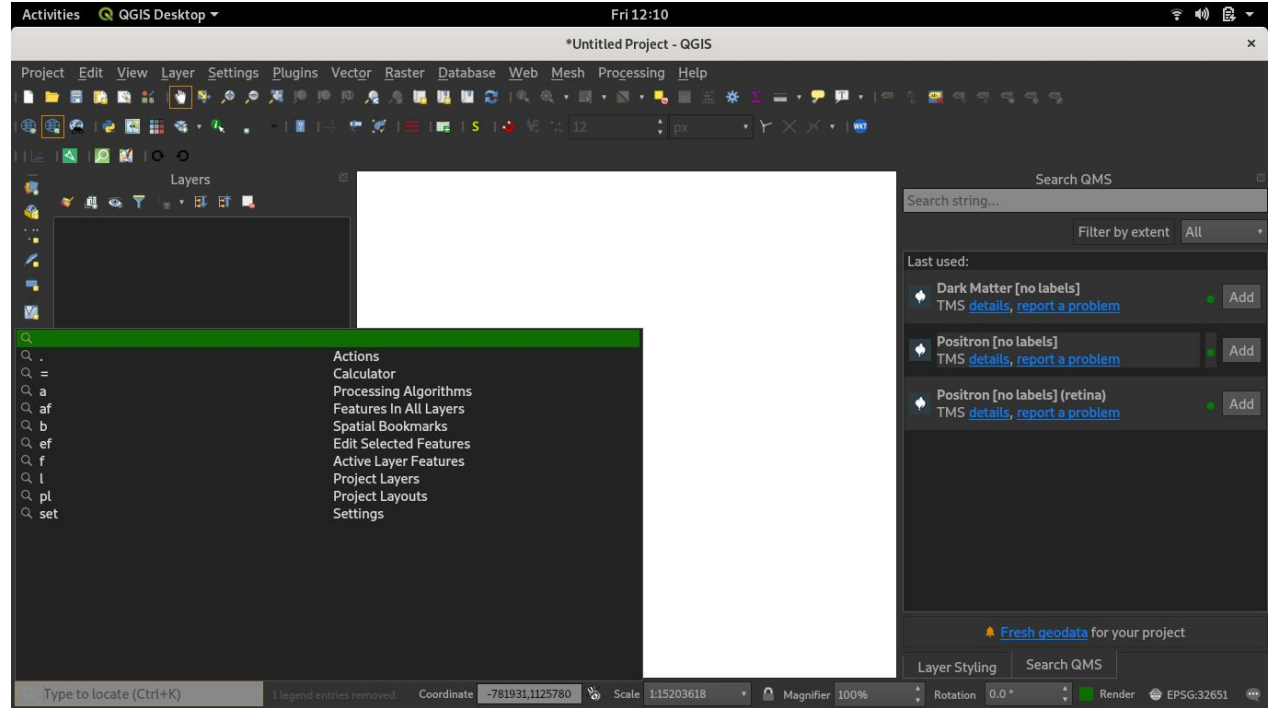 Activities QGIS Desktop Fri 12:10
*Untitled Project - QGIS
Project Edit View Layer Settings Plugins Vector Raster Database Web Mesh Processing Help
12 px
WKT
Layers
Search QMS
Search string...
Filter by extent All
Last used:
Dark Matter [no labels]
TMS details, report a problem
Add
Positron [no labels]
TMS details, report a problem
Add
Positron [no labels] (retina)
TMS details, report a problem
Add
. Actions
= Calculator
a Processing Algorithms
af Features In All Layers
b Spatial Bookmarks
ef Edit Selected Features
f Active Layer Features
l Project Layers
pl Project Layouts
set Settings
Fresh geodata for your project
Layer Styling Search QMS
Type to locate (Ctrl+K) 1 legend entries removed. Coordinate -781931,1125780 Scale 1:15203618 Magnifier 100% Rotation 0.0 ° Render EPSG:32651